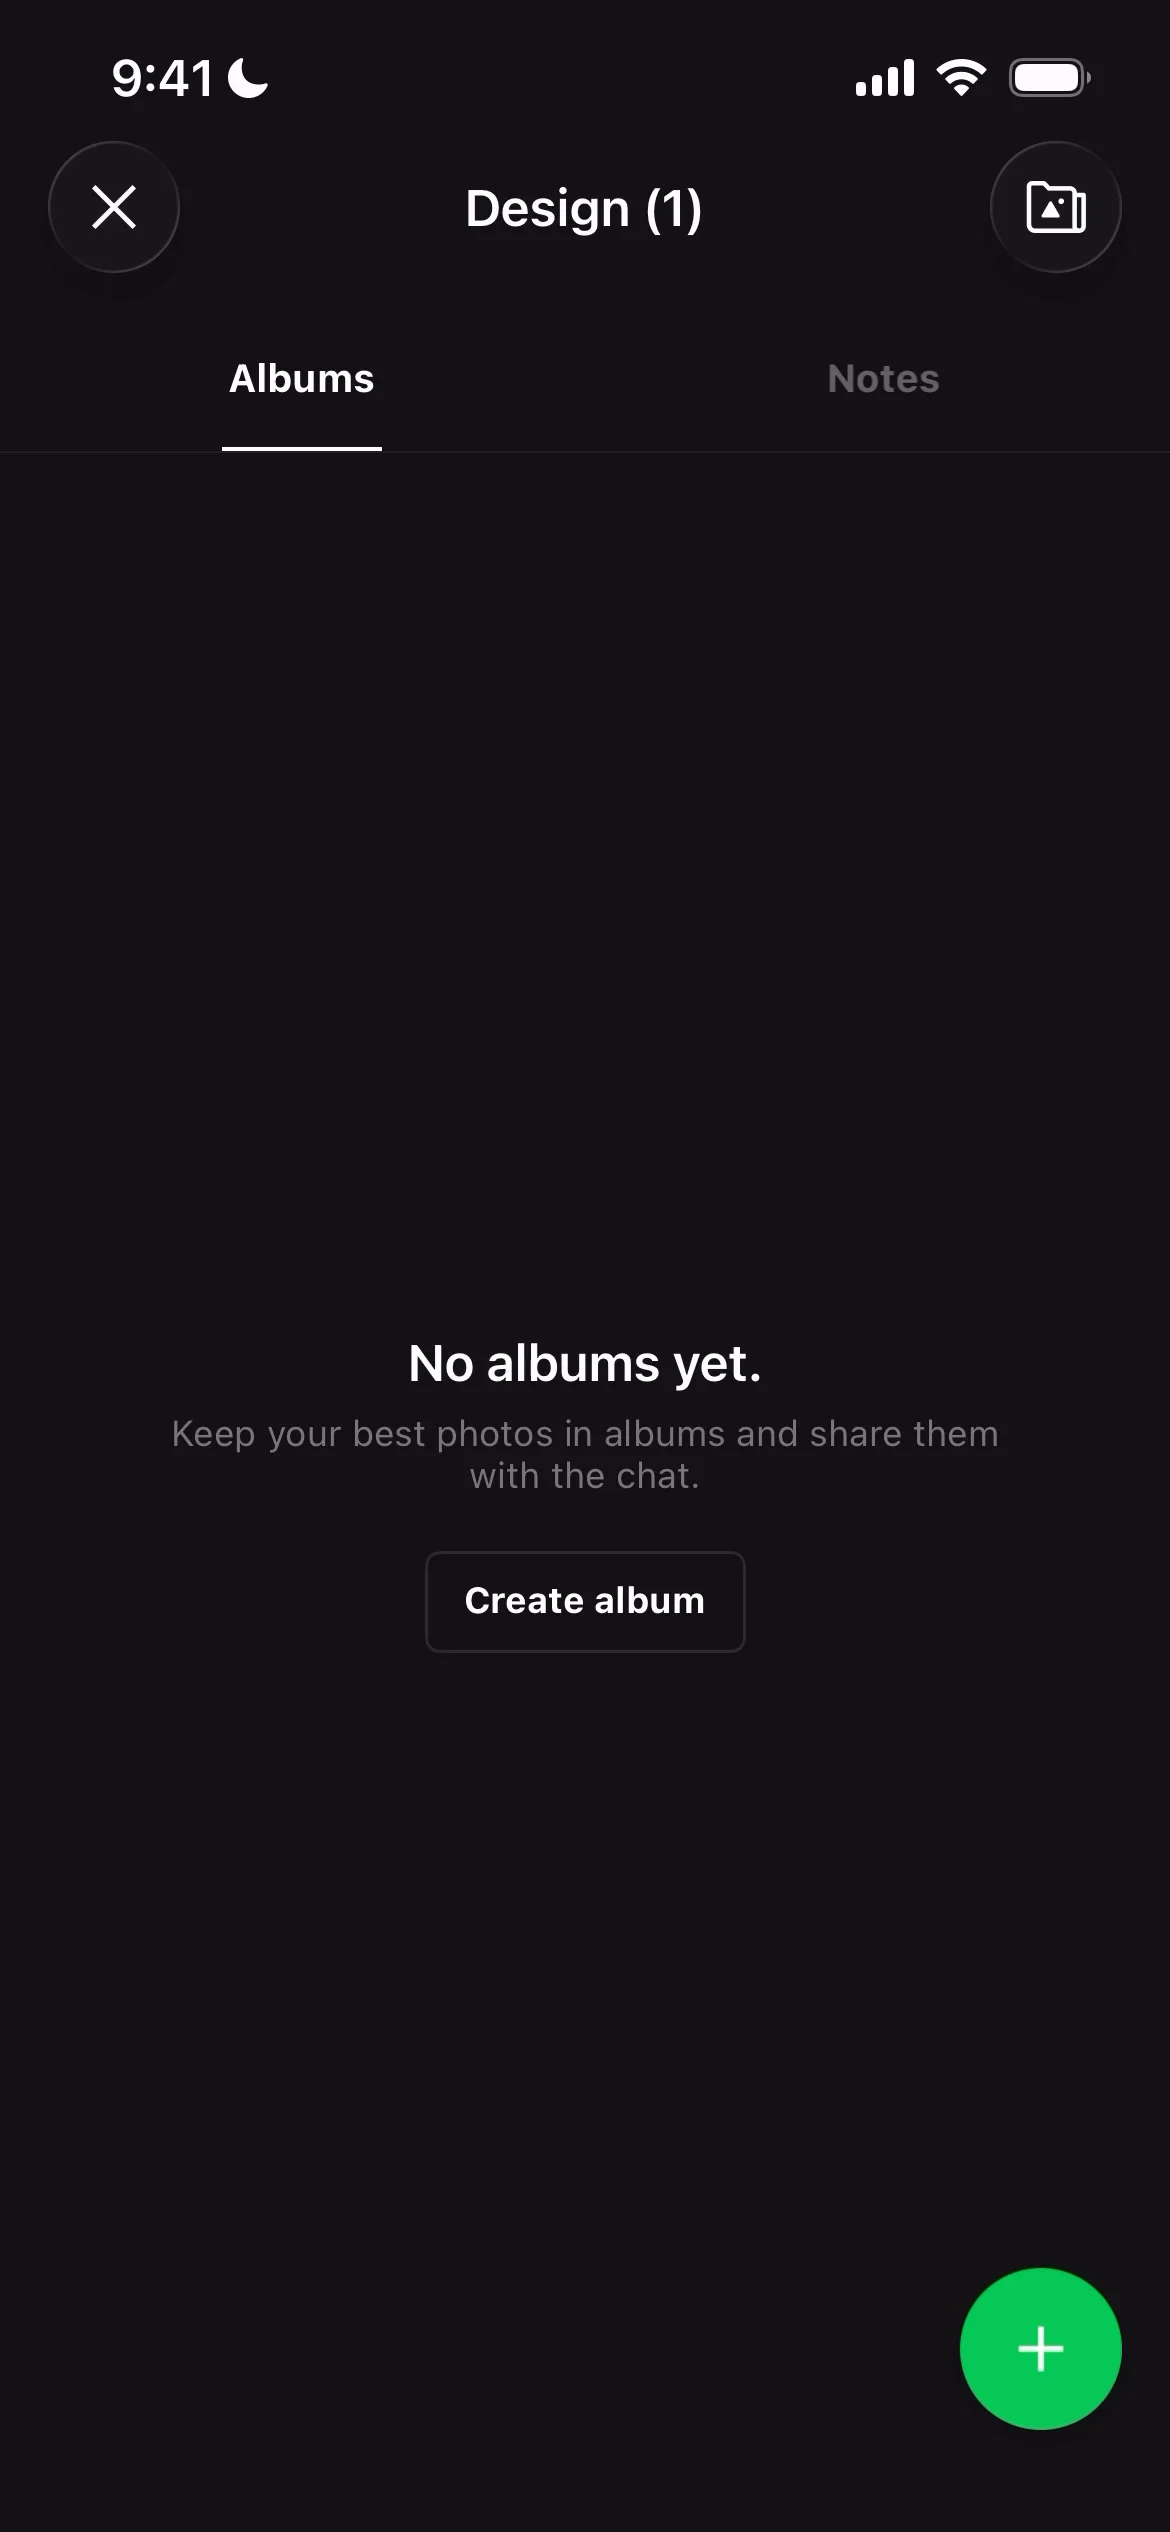 9:41
Design (1)
Albums
Notes
No albums yet.
Keep your best photos in albums and share them
with the chat.
Create album